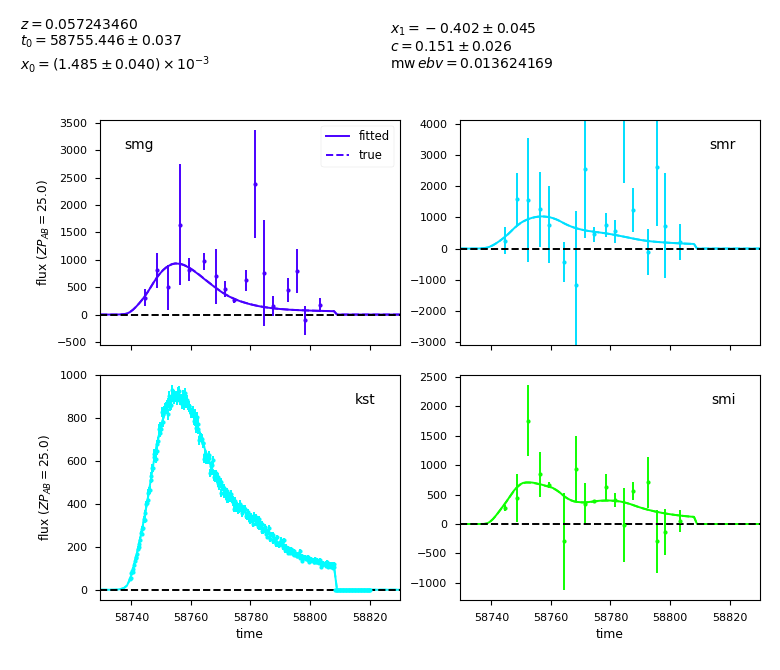 z = 0.057243460
t₀ = 58755.446 ± 0.037
x₀ = (1.485 ± 0.040) × 10⁻³
x₁ = −0.402 ± 0.045
c = 0.151 ± 0.026
mw ebv = 0.013624169
3500
3000
2500
2000
1500
1000
500
0
−500
flux (ZP_AB = 25.0)
smg
fitted
true
4000
3000
2000
1000
0
−1000
−2000
−3000
smr
1000
800
600
400
200
0
flux (ZP_AB = 25.0)
kst
58740
58760
58780
58800
58820
time
2500
2000
1500
1000
500
0
−500
−1000
smi
58740
58760
58780
58800
58820
time